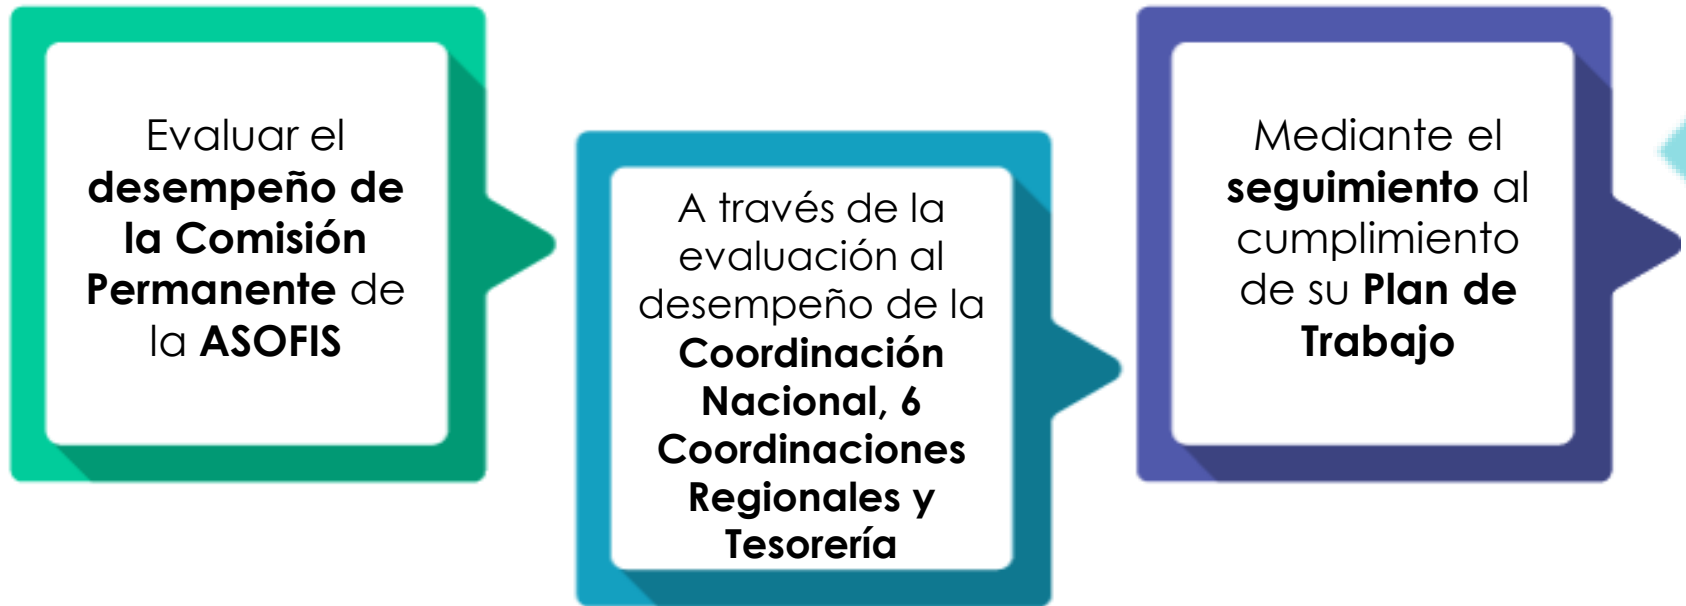 Evaluar el
desempeño de
la Comisión
Permanente de
la ASOFIS
A través de la
evaluación al
desempeño de la
Coordinación
Nacional, 6
Coordinaciones
Regionales y
Tesorería
Mediante el
seguimiento al
cumplimiento
de su Plan de
Trabajo